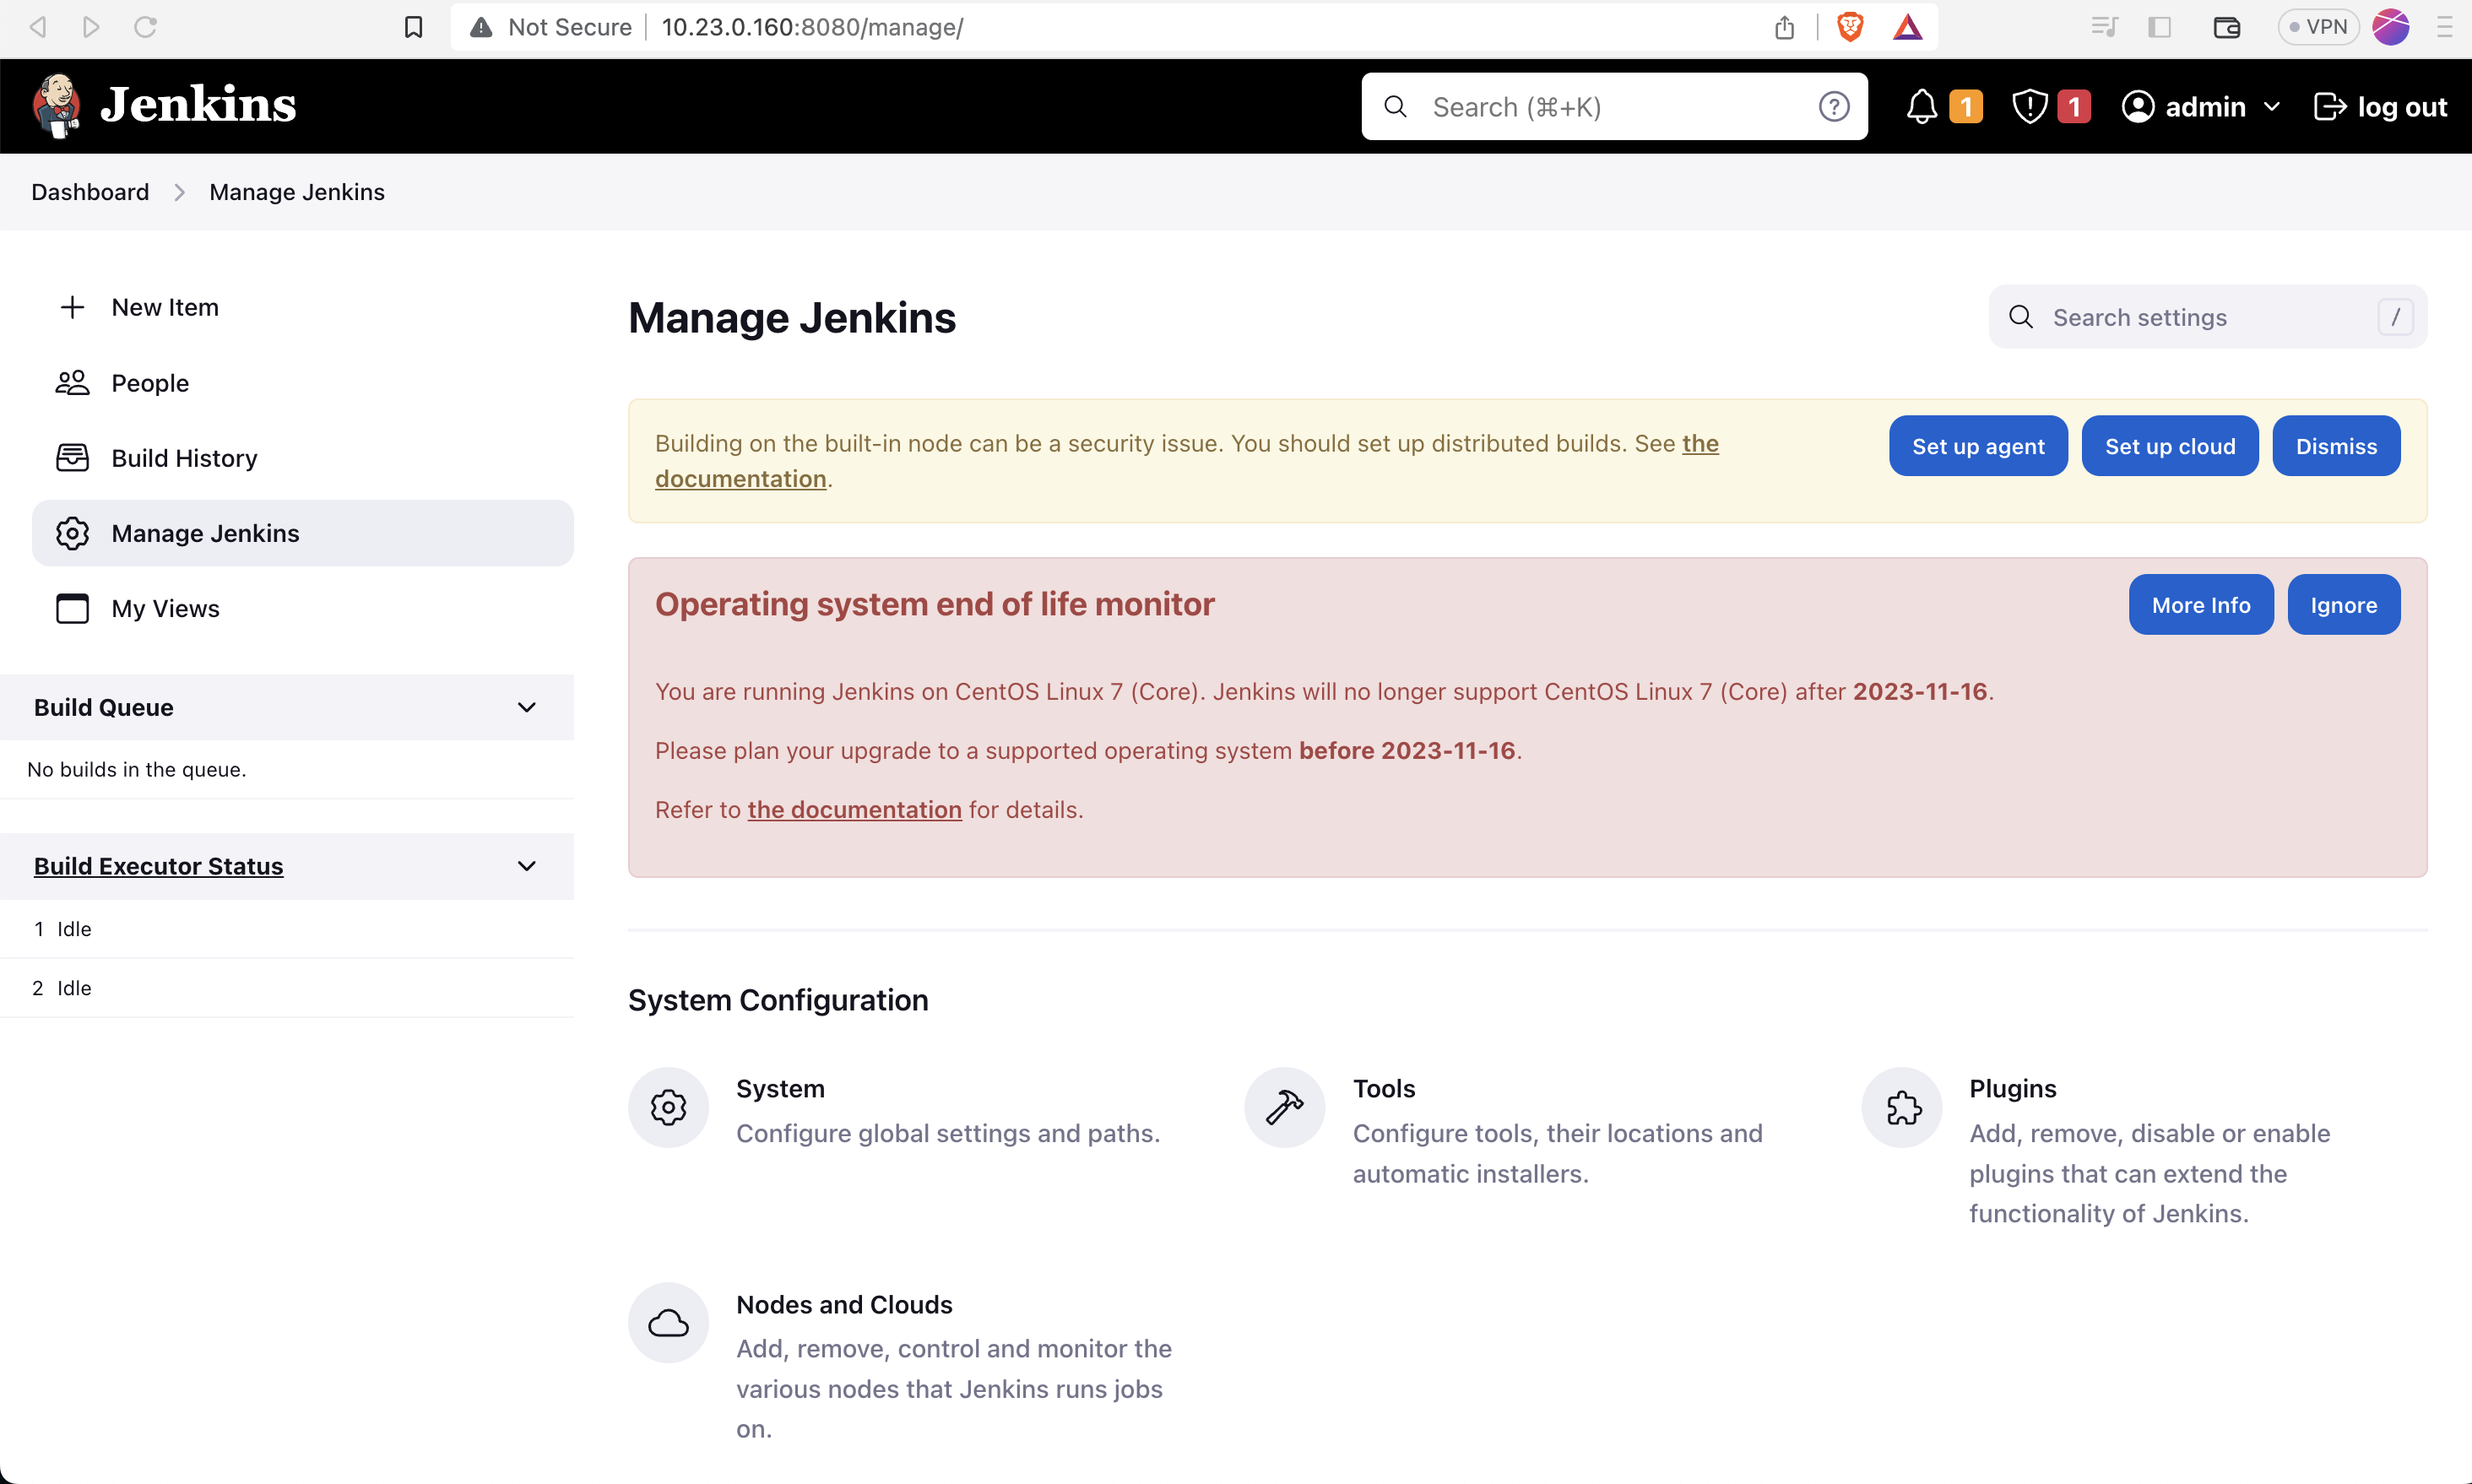 Not Secure
10.23.0.160:8080/manage/
VPN
Jenkins
Search (⌘+K)
?
1
1
admin
log out
Dashboard
Manage Jenkins
New Item
People
Build History
Manage Jenkins
My Views
Build Queue
No builds in the queue.
Build Executor Status
1 Idle
2 Idle
Manage Jenkins
Search settings
/
Building on the built-in node can be a security issue. You should set up distributed builds. See the
documentation.
Set up agent
Set up cloud
Dismiss
Operating system end of life monitor
More Info
Ignore
You are running Jenkins on CentOS Linux 7 (Core). Jenkins will no longer support CentOS Linux 7 (Core) after 2023-11-16.
Please plan your upgrade to a supported operating system before 2023-11-16.
Refer to the documentation for details.
System Configuration
System
Configure global settings and paths.
Tools
Configure tools, their locations and
automatic installers.
Plugins
Add, remove, disable or enable
plugins that can extend the
functionality of Jenkins.
Nodes and Clouds
Add, remove, control and monitor the
various nodes that Jenkins runs jobs
on.